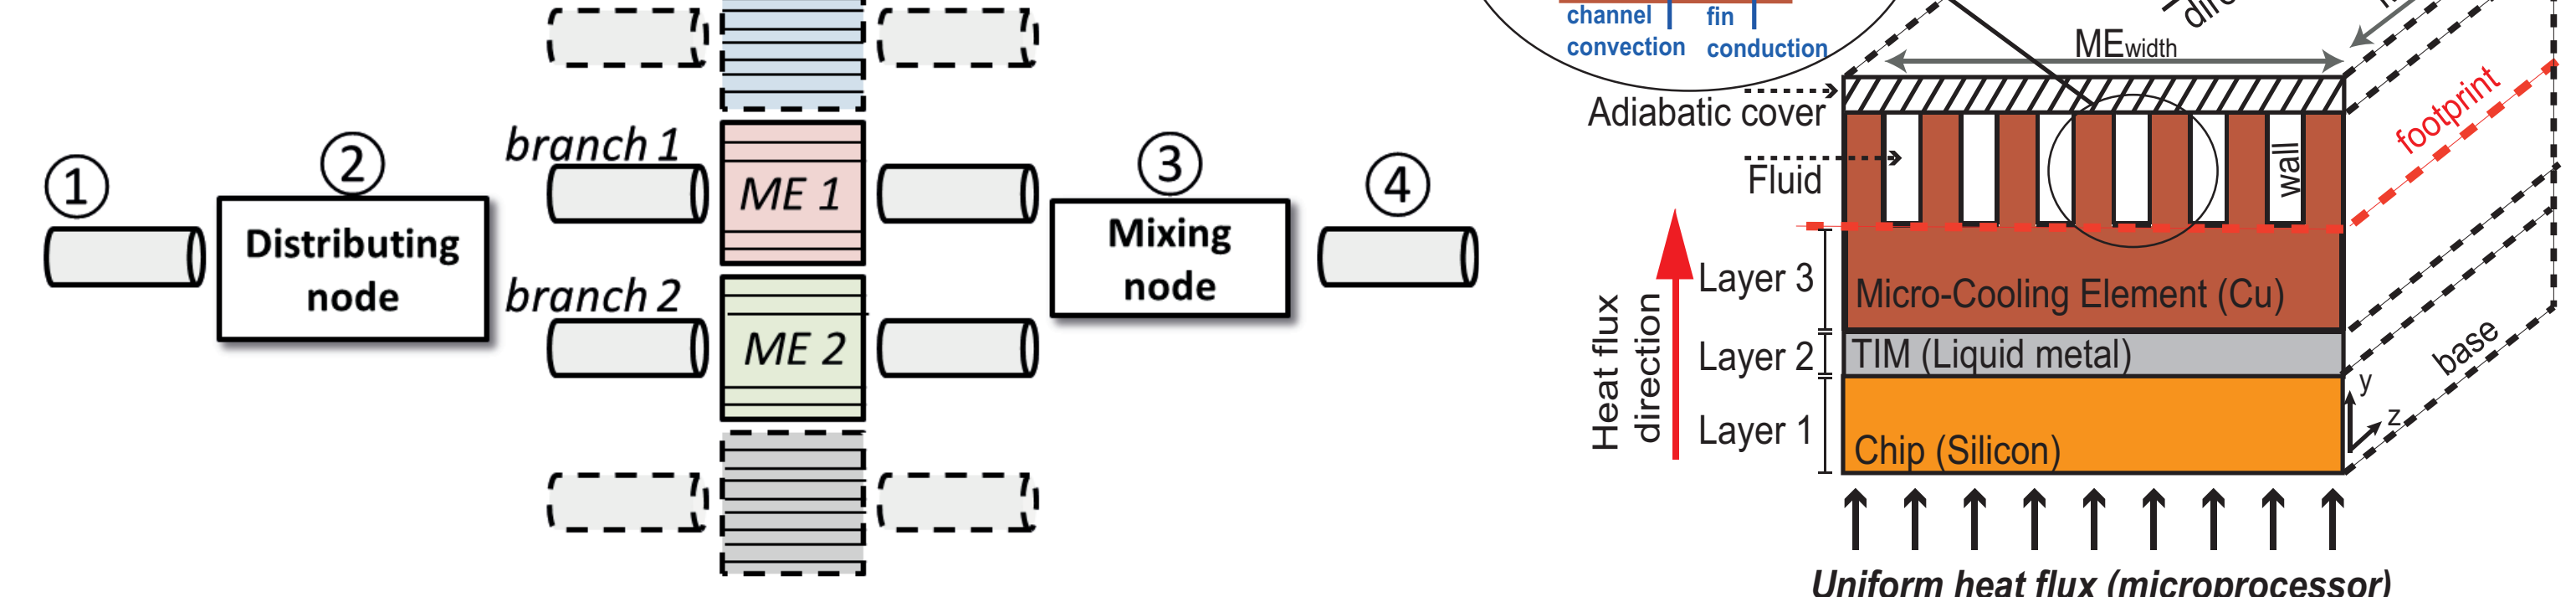 1
2
Distributing
node
branch 1
ME 1
branch 2
ME 2
3
Mixing
node
4
channel
convection
fin
conduction
MEwidth
Adiabatic cover
Fluid
wall
footprint
Heat flux
direction
Layer 3
Micro-Cooling Element (Cu)
Layer 2
TIM (Liquid metal)
Layer 1
Chip (Silicon)
base
y
z
Uniform heat flux (microprocessor)